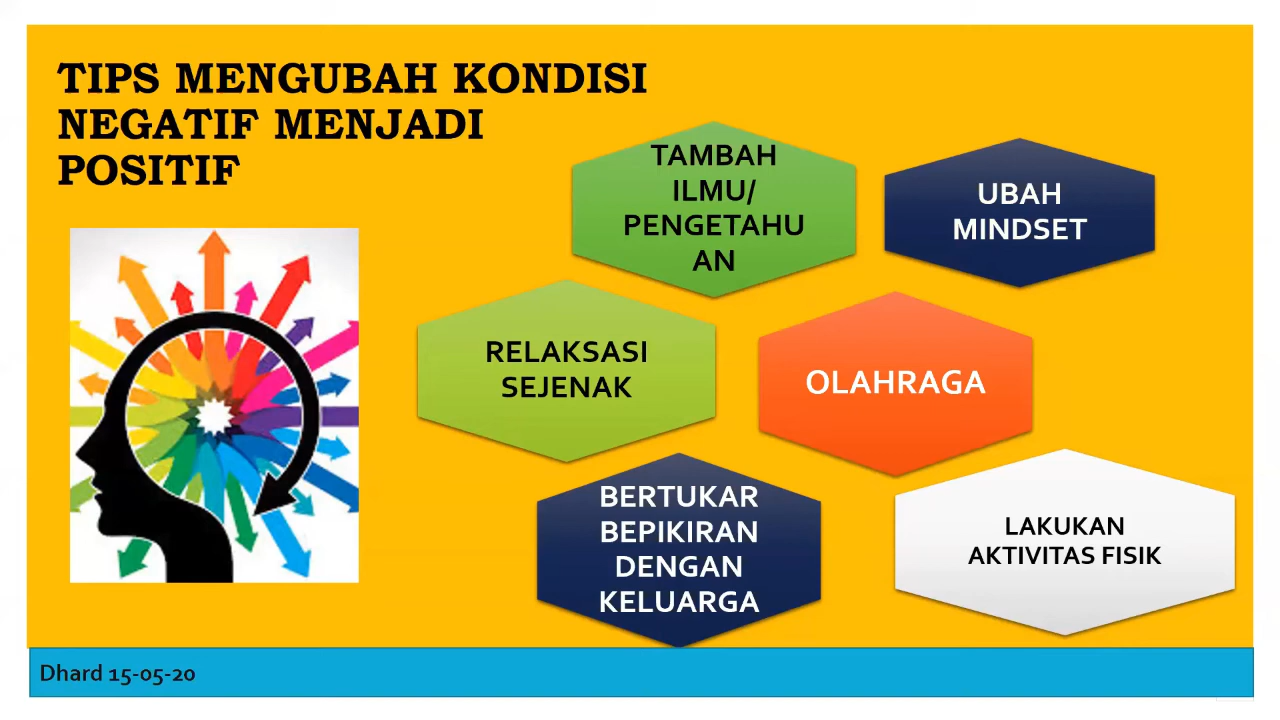 TIPS MENGUBAH KONDISI
NEGATIF MENJADI
POSITIF
TAMBAH
ILMU/
PENGETAHU
AN
UBAH
MINDSET
RELAKSASI
SEJENAK
OLAHRAGA
BERTUKAR
BEPIKIRAN
DENGAN
KELUARGA
LAKUKAN
AKTIVITAS FISIK
Dhard 15-05-20